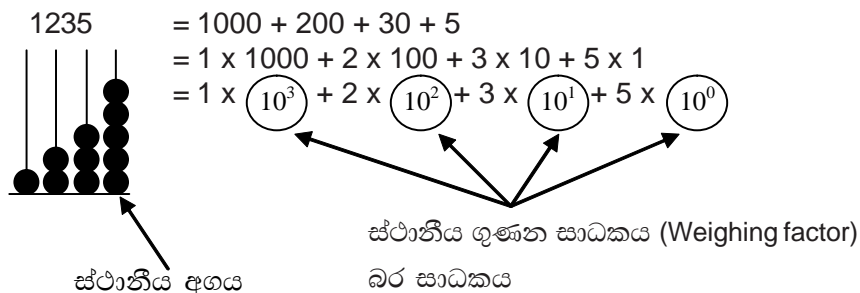 1235 = 1000 + 200 + 30 + 5
= 1 x 1000 + 2 x 100 + 3 x 10 + 5 x 1
= 1 x 10³ + 2 x 10² + 3 x 10¹ + 5 x 10⁰
ස්ථානීය ගුණන සාධකය (Weighing factor)
ස්ථානීය අගය බර සාධකය